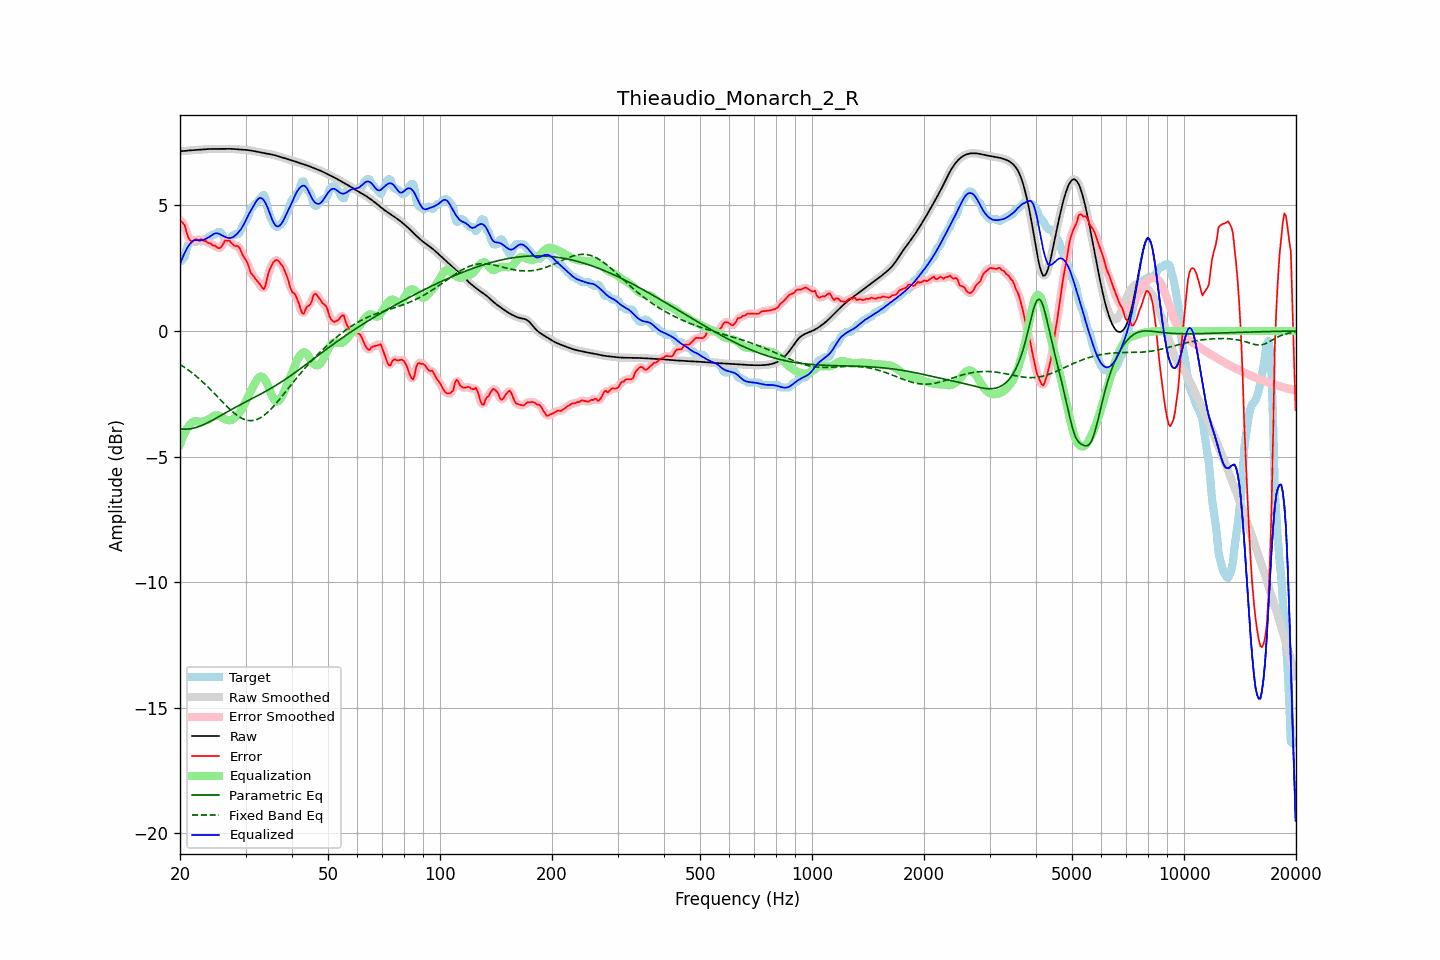 Thieaudio_Monarch_2_R
Amplitude (dBr)
5
0
−5
−10
−15
−20
Target
Raw Smoothed
Error Smoothed
Raw
Error
Equalization
Parametric Eq
Fixed Band Eq
Equalized
20 50 100 200 500 1000 2000 5000 10000 20000
Frequency (Hz)